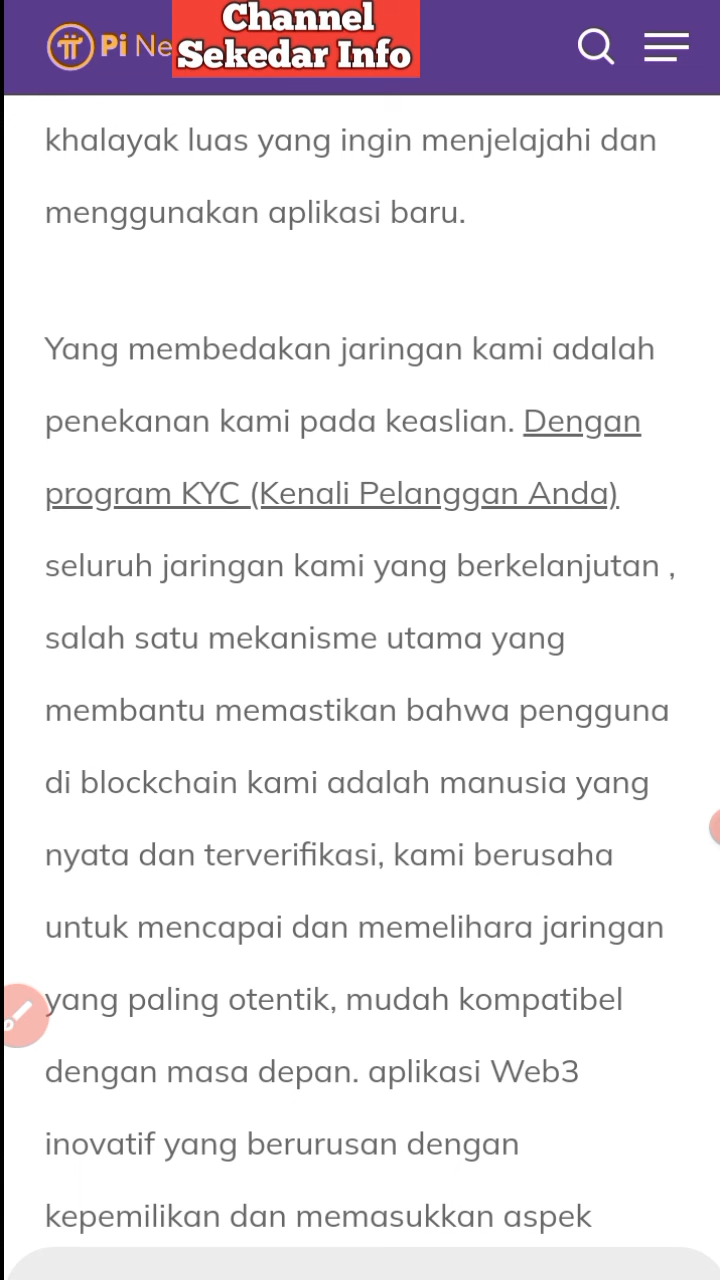 Pi Ne
Channel
Sekedar Info
khalayak luas yang ingin menjelajahi dan
menggunakan aplikasi baru.
Yang membedakan jaringan kami adalah
penekanan kami pada keaslian. Dengan
program KYC (Kenali Pelanggan Anda)
seluruh jaringan kami yang berkelanjutan ,
salah satu mekanisme utama yang
membantu memastikan bahwa pengguna
di blockchain kami adalah manusia yang
nyata dan terverifikasi, kami berusaha
untuk mencapai dan memelihara jaringan
yang paling otentik, mudah kompatibel
dengan masa depan. aplikasi Web3
inovatif yang berurusan dengan
kepemilikan dan memasukkan aspek